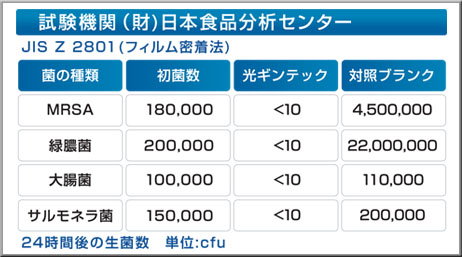 試験機関(財)日本食品分析センター
JIS Z 2801(フィルム密着法)
菌の種類 初菌数 光ギンテック 対照ブランク
MRSA 180,000 <10 4,500,000
緑膿菌 200,000 <10 22,000,000
大腸菌 100,000 <10 110,000
サルモネラ菌 150,000 <10 200,000
24時間後の生菌数 単位:cfu